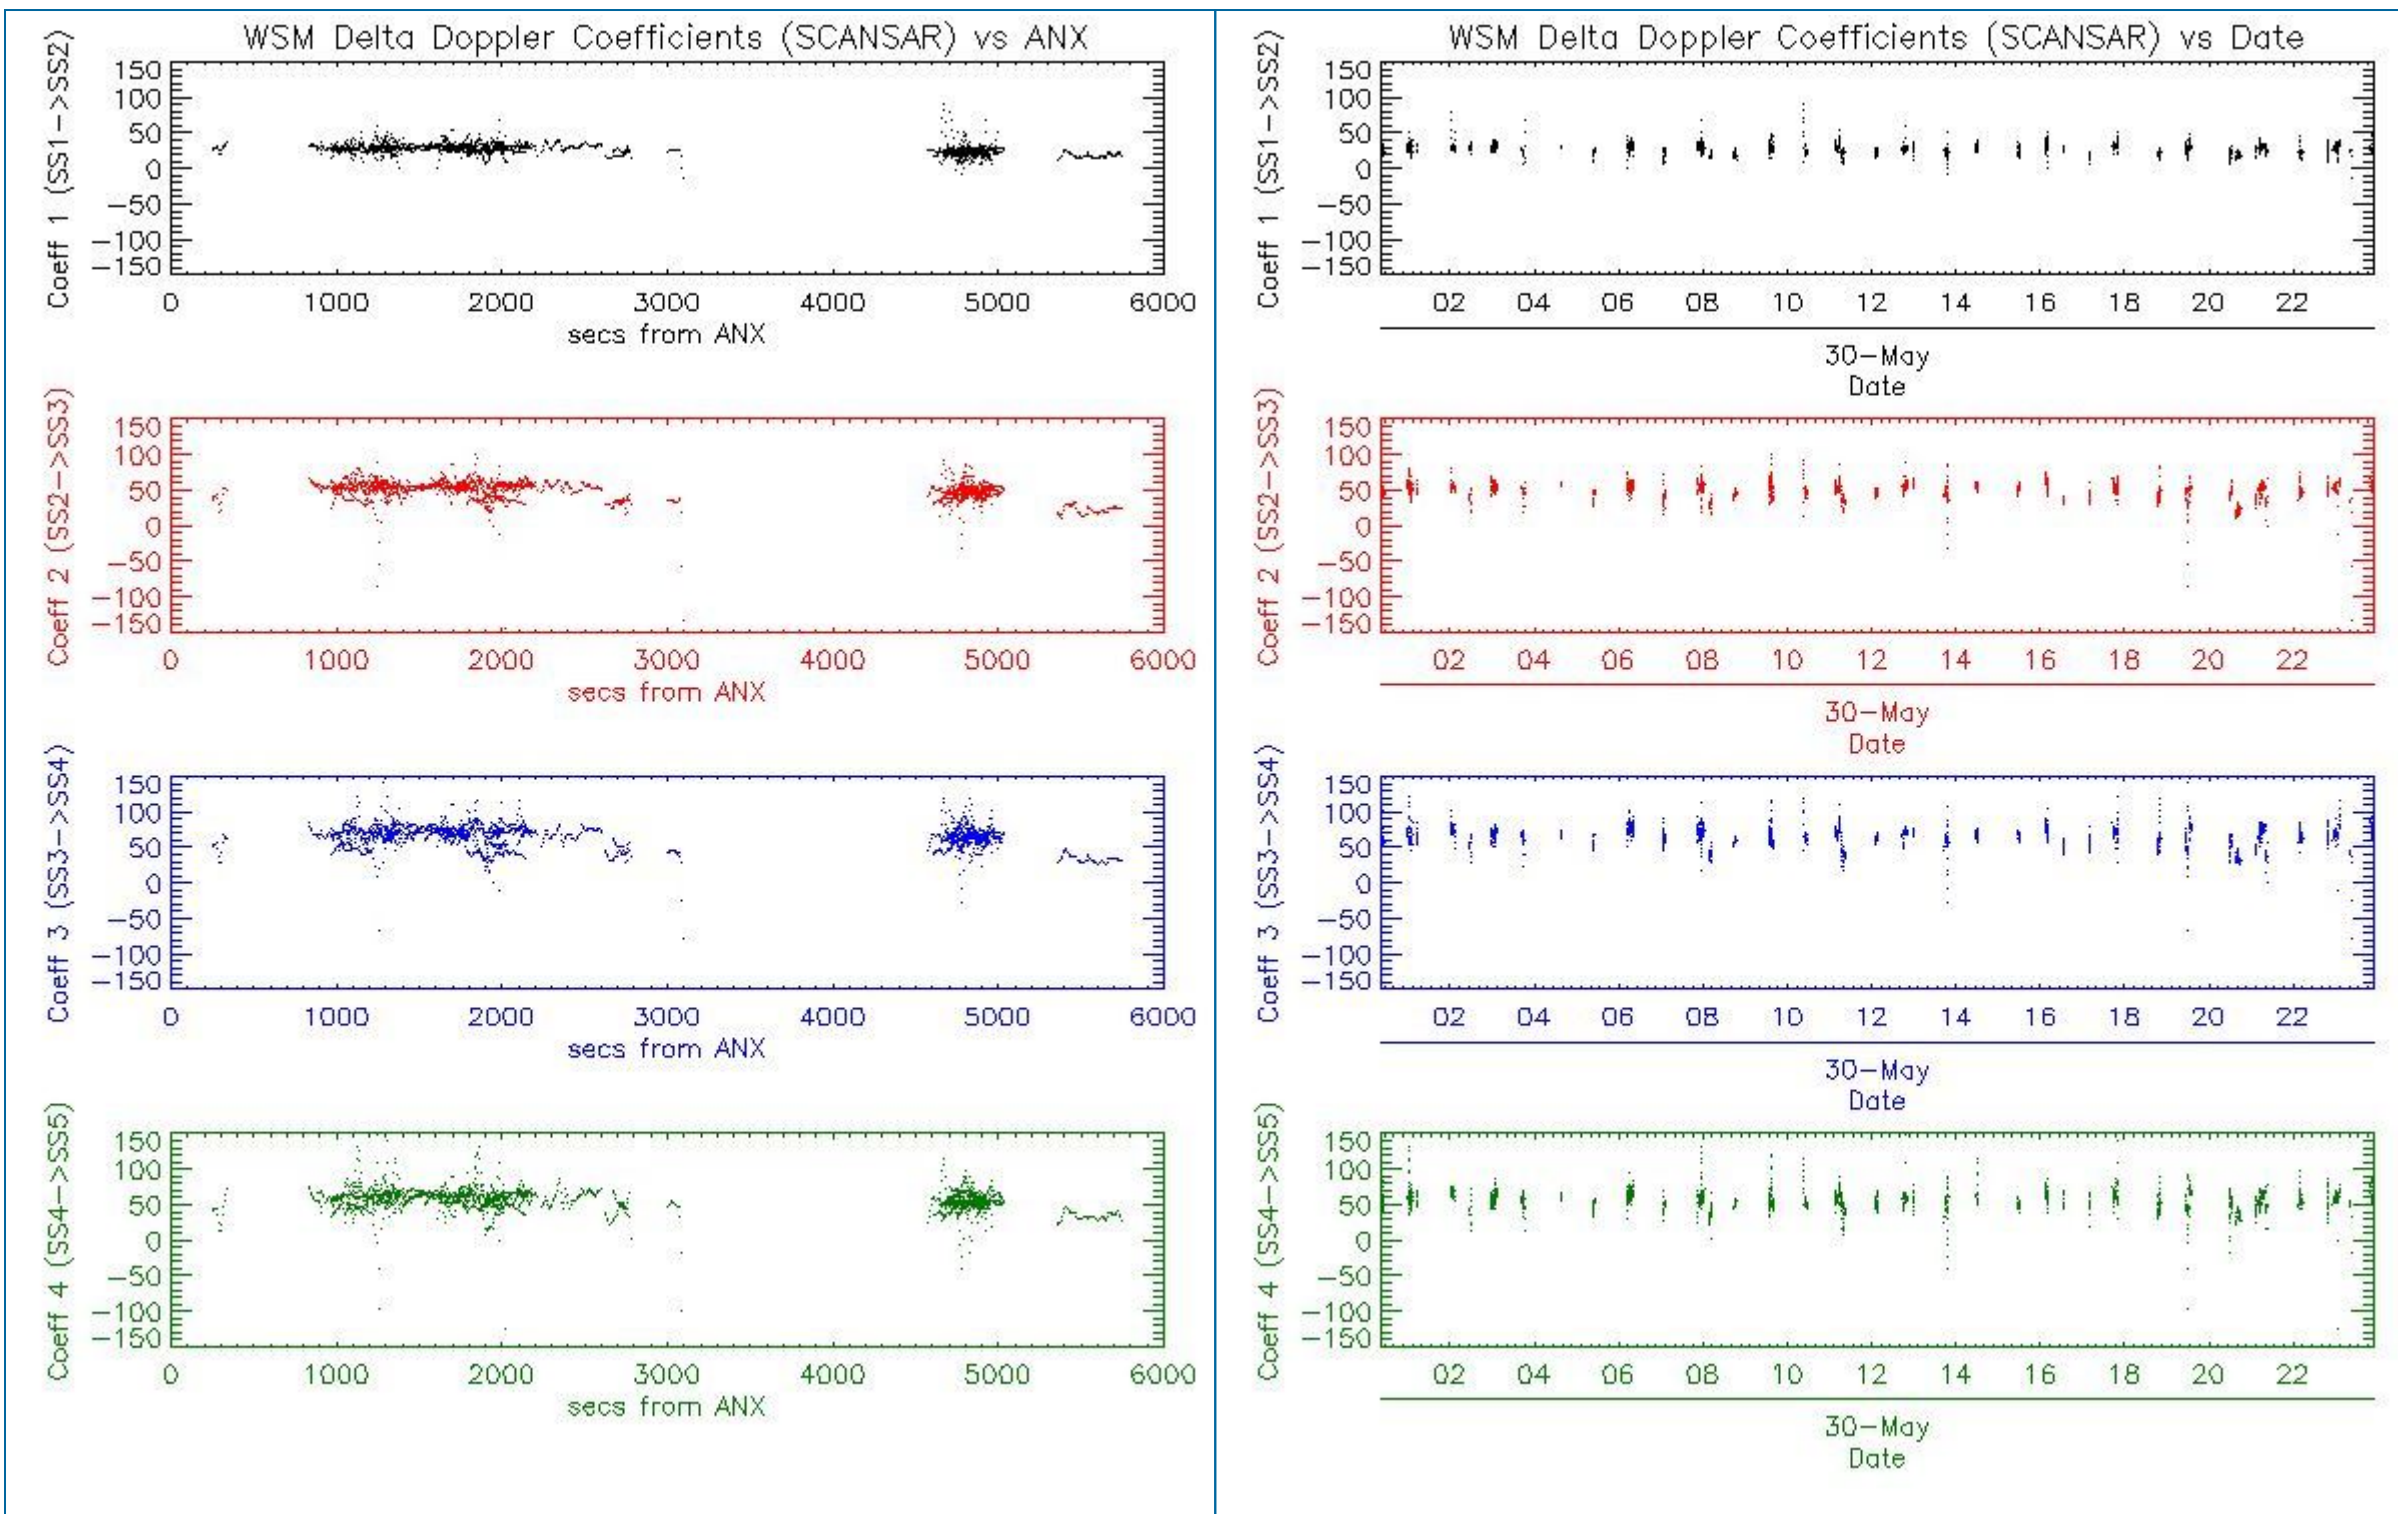 WSM Delta Doppler Coefficients (SCANSAR) vs ANX
Coeff 1 (SS1->SS2)
150
100
50
0
-50
-100
-150
0 1000 2000 3000 4000 5000 6000
secs from ANX
Coeff 2 (SS2->SS3)
150
100
50
0
-50
-100
-150
0 1000 2000 3000 4000 5000 6000
secs from ANX
Coeff 3 (SS3->SS4)
150
100
50
0
-50
-100
-150
0 1000 2000 3000 4000 5000 6000
secs from ANX
Coeff 4 (SS4->SS5)
150
100
50
0
-50
-100
-150
0 1000 2000 3000 4000 5000 6000
secs from ANX
WSM Delta Doppler Coefficients (SCANSAR) vs Date
Coeff 1 (SS1->SS2)
150
100
50
0
-50
-100
-150
02 04 06 08 10 12 14 16 18 20 22
30-May
Date
Coeff 2 (SS2->SS3)
150
100
50
0
-50
-100
-150
02 04 06 08 10 12 14 16 18 20 22
30-May
Date
Coeff 3 (SS3->SS4)
150
100
50
0
-50
-100
-150
02 04 06 08 10 12 14 16 18 20 22
30-May
Date
Coeff 4 (SS4->SS5)
150
100
50
0
-50
-100
-150
02 04 06 08 10 12 14 16 18 20 22
30-May
Date